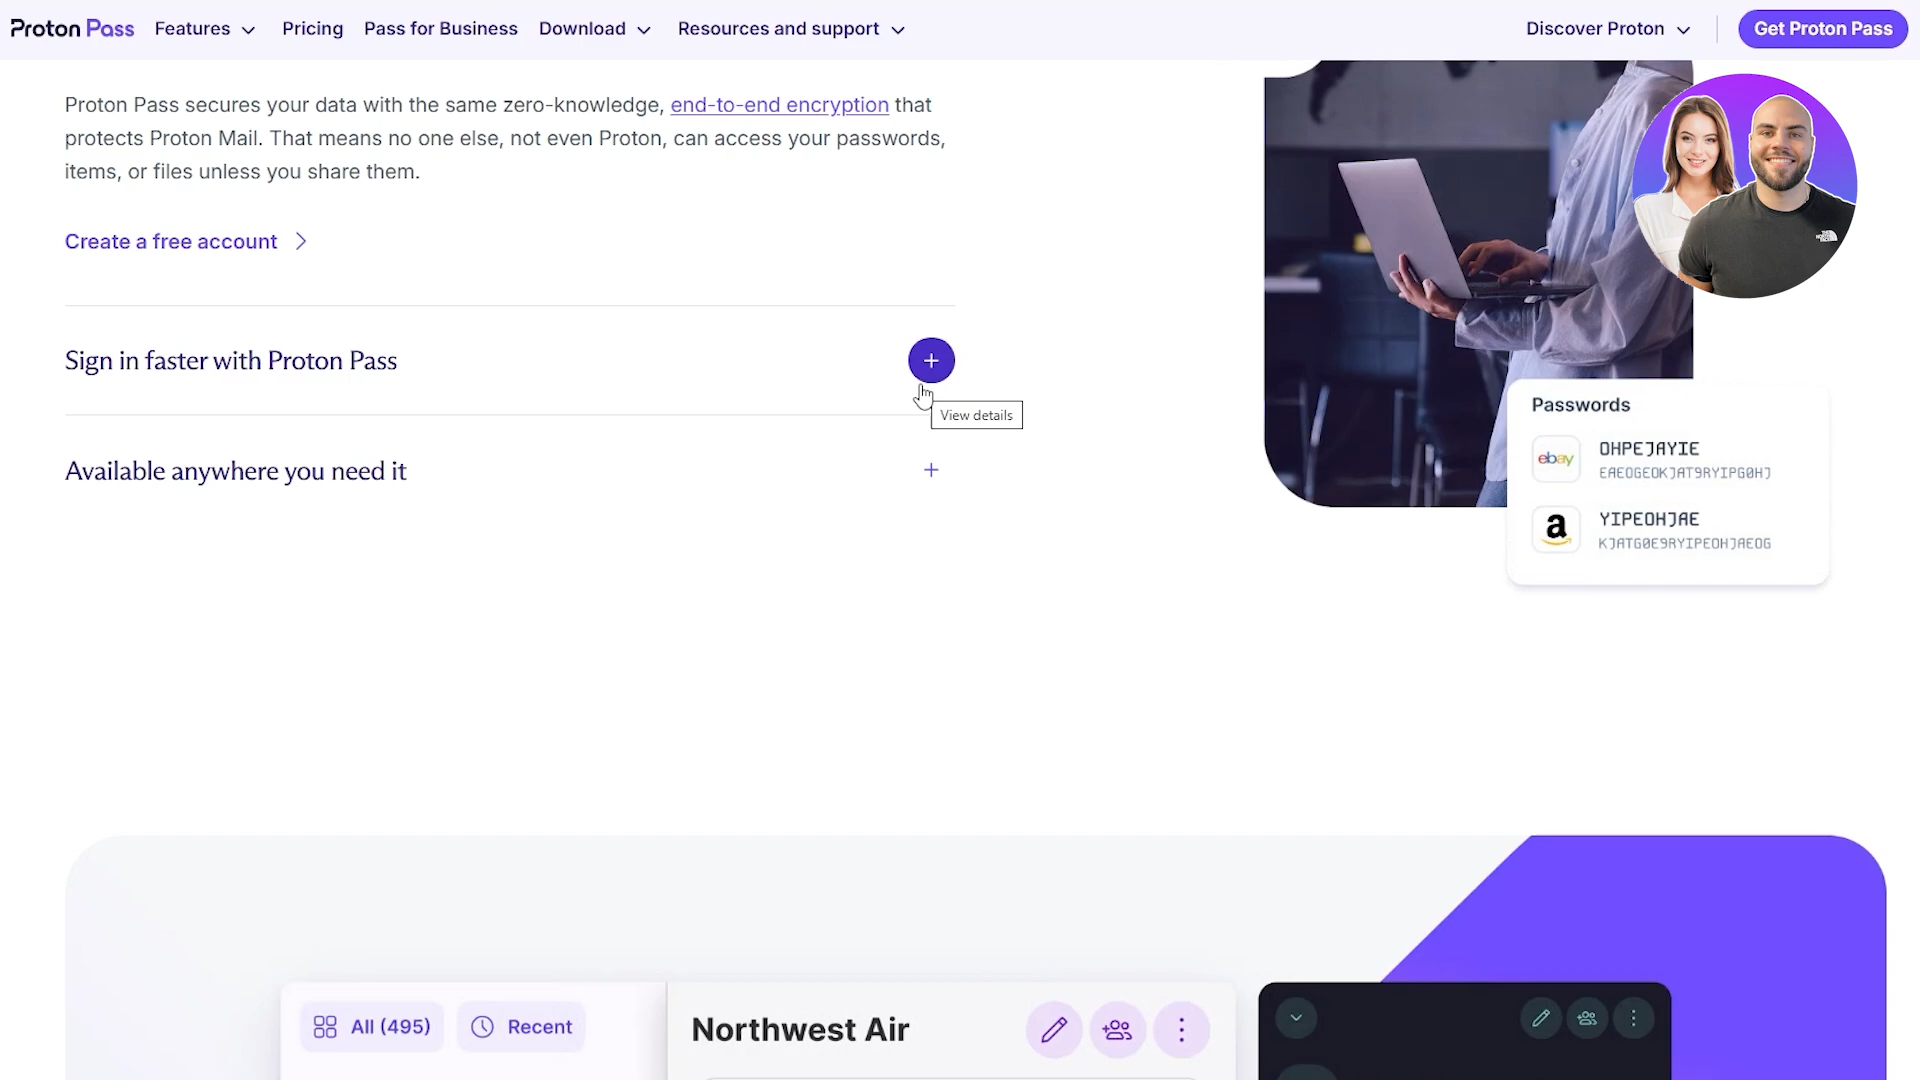 Proton Pass
Features
Pricing
Pass for Business
Download
Resources and support
Discover Proton
Get Proton Pass
Proton Pass secures your data with the same zero-knowledge, end-to-end encryption that
protects Proton Mail. That means no one else, not even Proton, can access your passwords,
items, or files unless you share them.
Create a free account
Sign in faster with Proton Pass
View details
Available anywhere you need it
Passwords
ebay
OHPEJAYIE
EAEOGEOKJAT9RYIPG0HJ
a
YIPEOHJAE
KJATG0E9RYIPEOHJAEOG
THE NORTH FACE
All (495)
Recent
Northwest Air